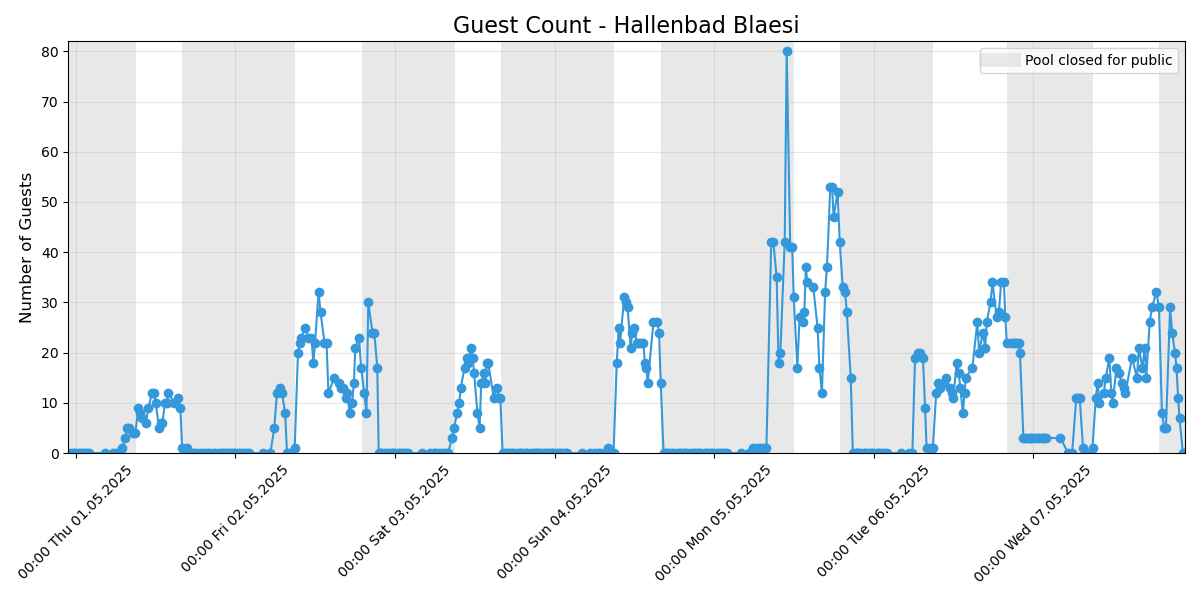 Guest Count - Hallenbad Blaesi
Pool closed for public
Number of Guests
80
70
60
50
40
30
20
10
0
00:00 Thu 01.05.2025
00:00 Fri 02.05.2025
00:00 Sat 03.05.2025
00:00 Sun 04.05.2025
00:00 Mon 05.05.2025
00:00 Tue 06.05.2025
00:00 Wed 07.05.2025